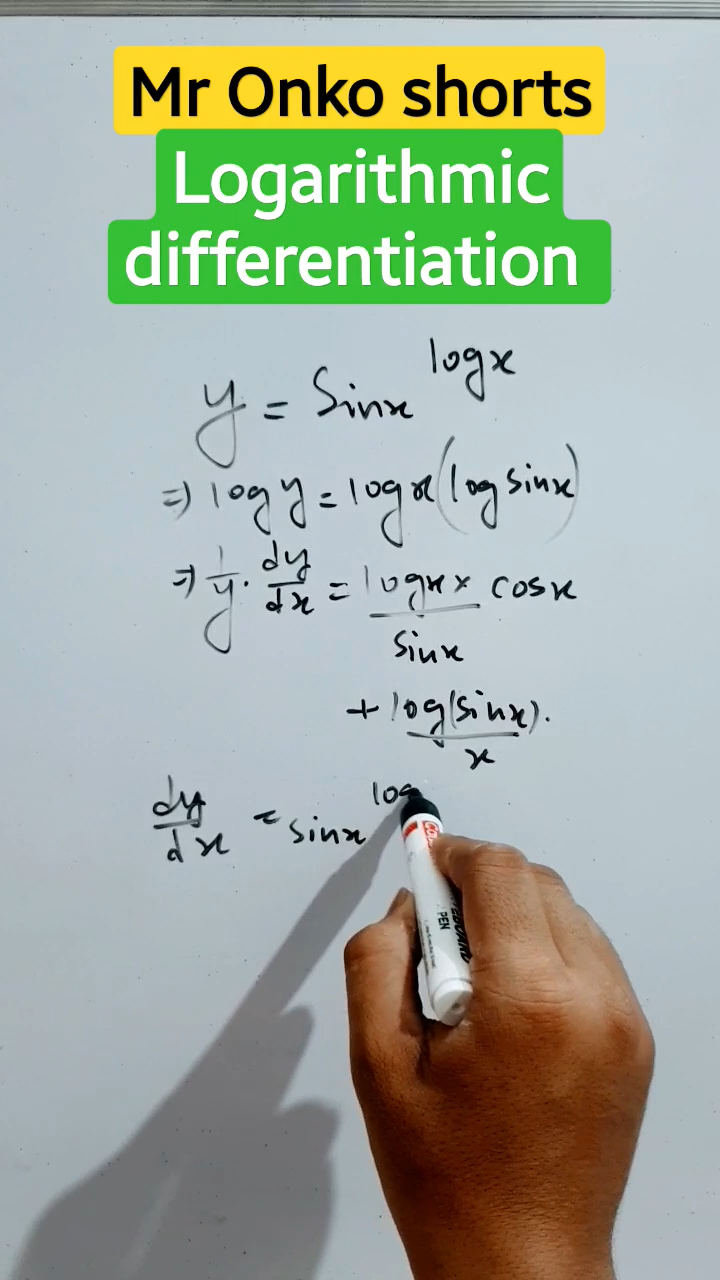 Mr Onko shorts
Logarithmic
differentiation
y = Sinx^logx
=> log y = logx (log sinx)
=> 1/y · dy/dx = logx × cosx / sinx
+ log(sinx) · / x
dy/dx = sinx^log
PEN